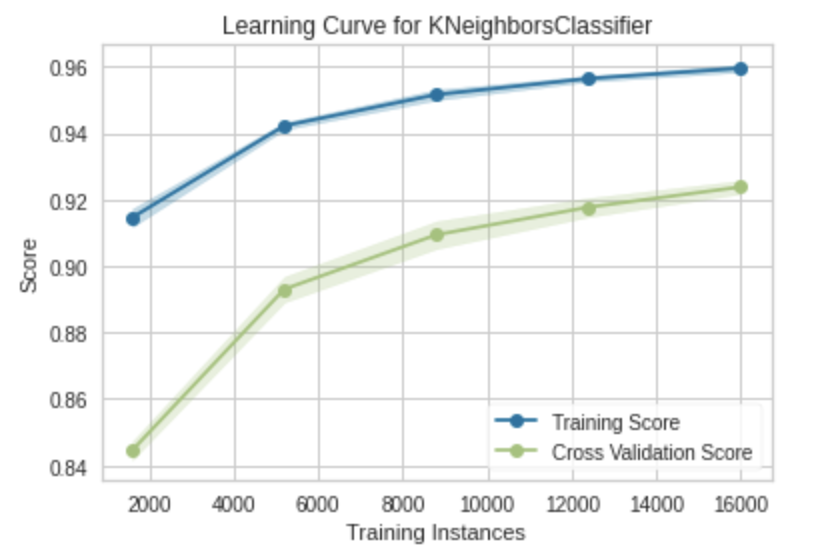 Learning Curve for KNeighborsClassifier
0.96
0.94
0.92
0.90
0.88
0.86
0.84
Score
Training Score
Cross Validation Score
2000 4000 6000 8000 10000 12000 14000 16000
Training Instances